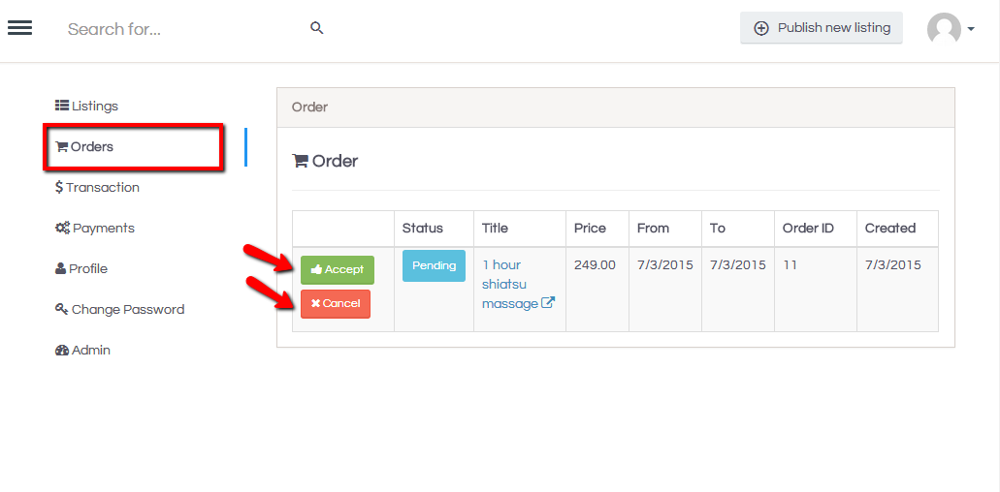 Search for...
Publish new listing
Listings
Orders
$ Transaction
Payments
Profile
Change Password
Admin
Order
Order
Status Title Price From To Order ID Created
Accept Pending 1 hour 249.00 7/3/2015 7/3/2015 11 7/3/2015
shiatsu
Cancel massage